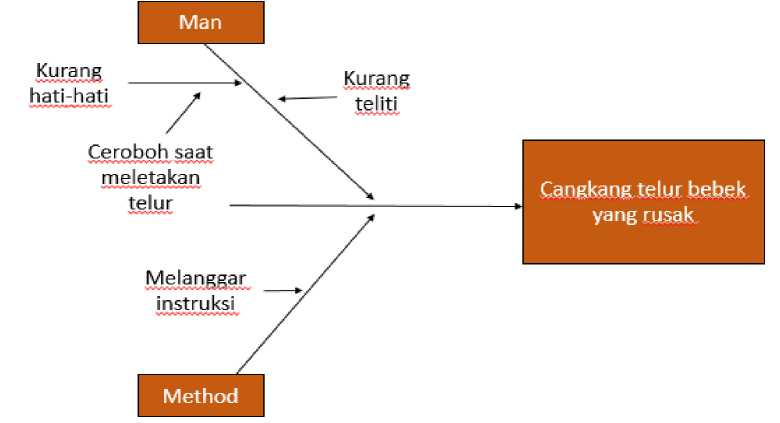 Man
Kurang
hati-hati
Kurang
teliti
Ceroboh saat
meletakan
telur
Cangkang telur bebek
yang rusak
Melanggar
instruksi
Method